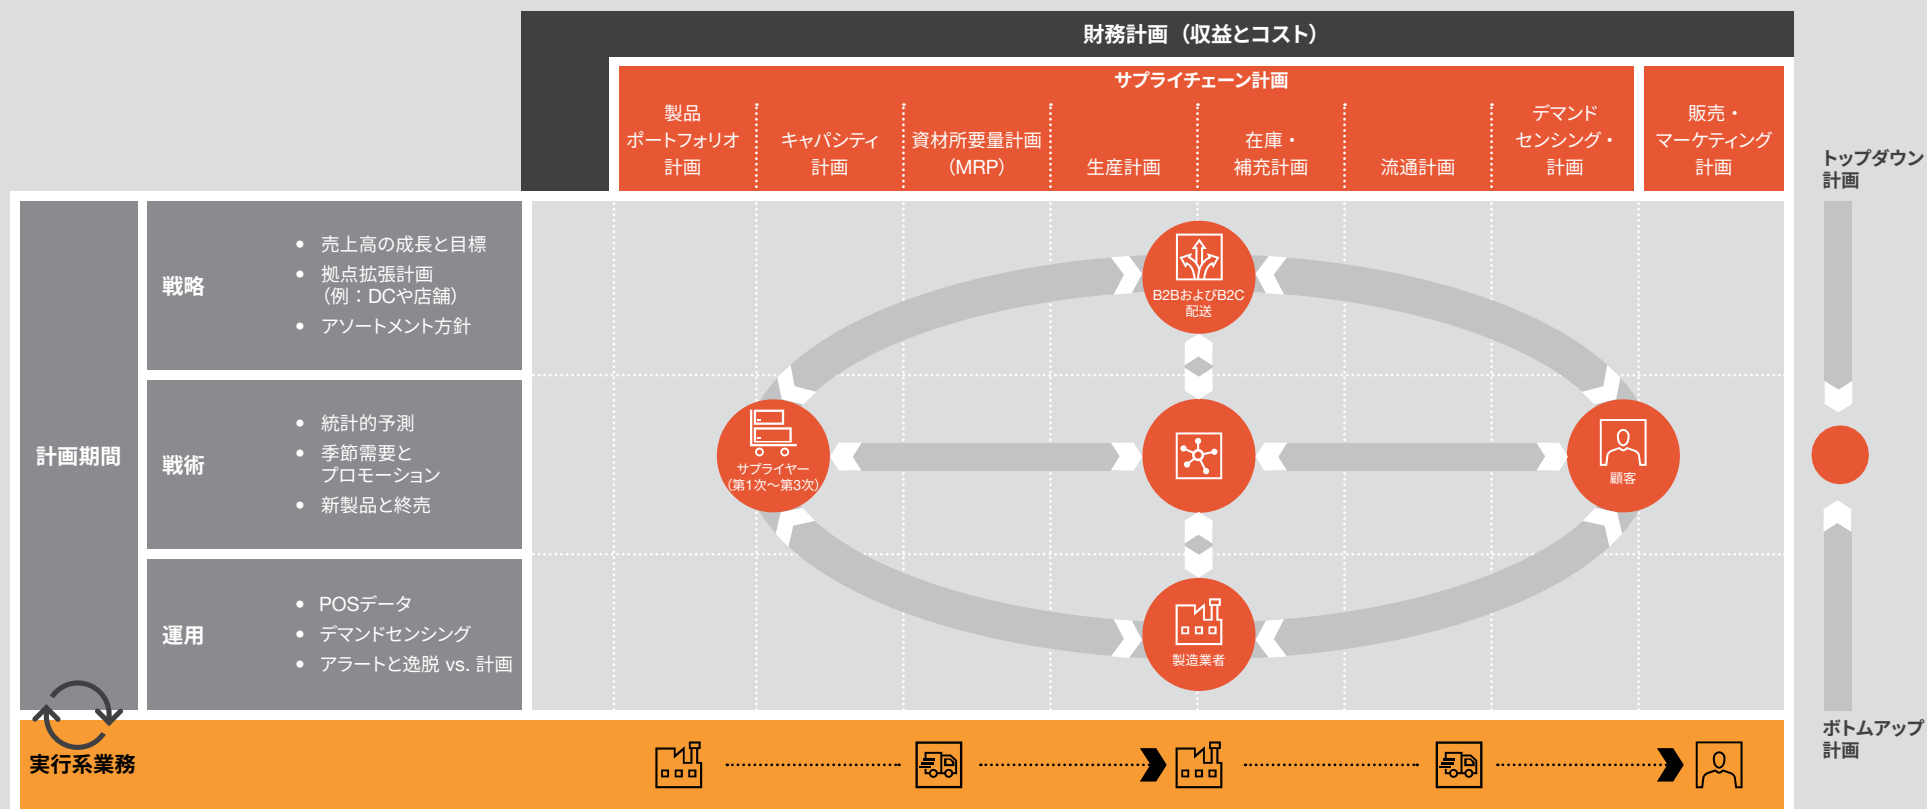 財務計画（収益とコスト）
サプライチェーン計画
製品
ポートフォリオ
計画
キャパシティ
計画
資材所要量計画
（MRP）
生産計画
在庫・
補充計画
流通計画
デマンド
センシング・
計画
販売・
マーケティング
計画
トップダウン
計画
計画期間
戦略
• 売上高の成長と目標
• 拠点拡張計画
（例：DCや店舗）
• アソートメント方針
戦術
• 統計的予測
• 季節需要と
プロモーション
• 新製品と終売
運用
• POSデータ
• デマンドセンシング
• アラートと逸脱 vs. 計画
B2BおよびB2C
配送
サプライヤー
（第1次～第3次）
顧客
製造業者
ボトムアップ
計画
実行系業務